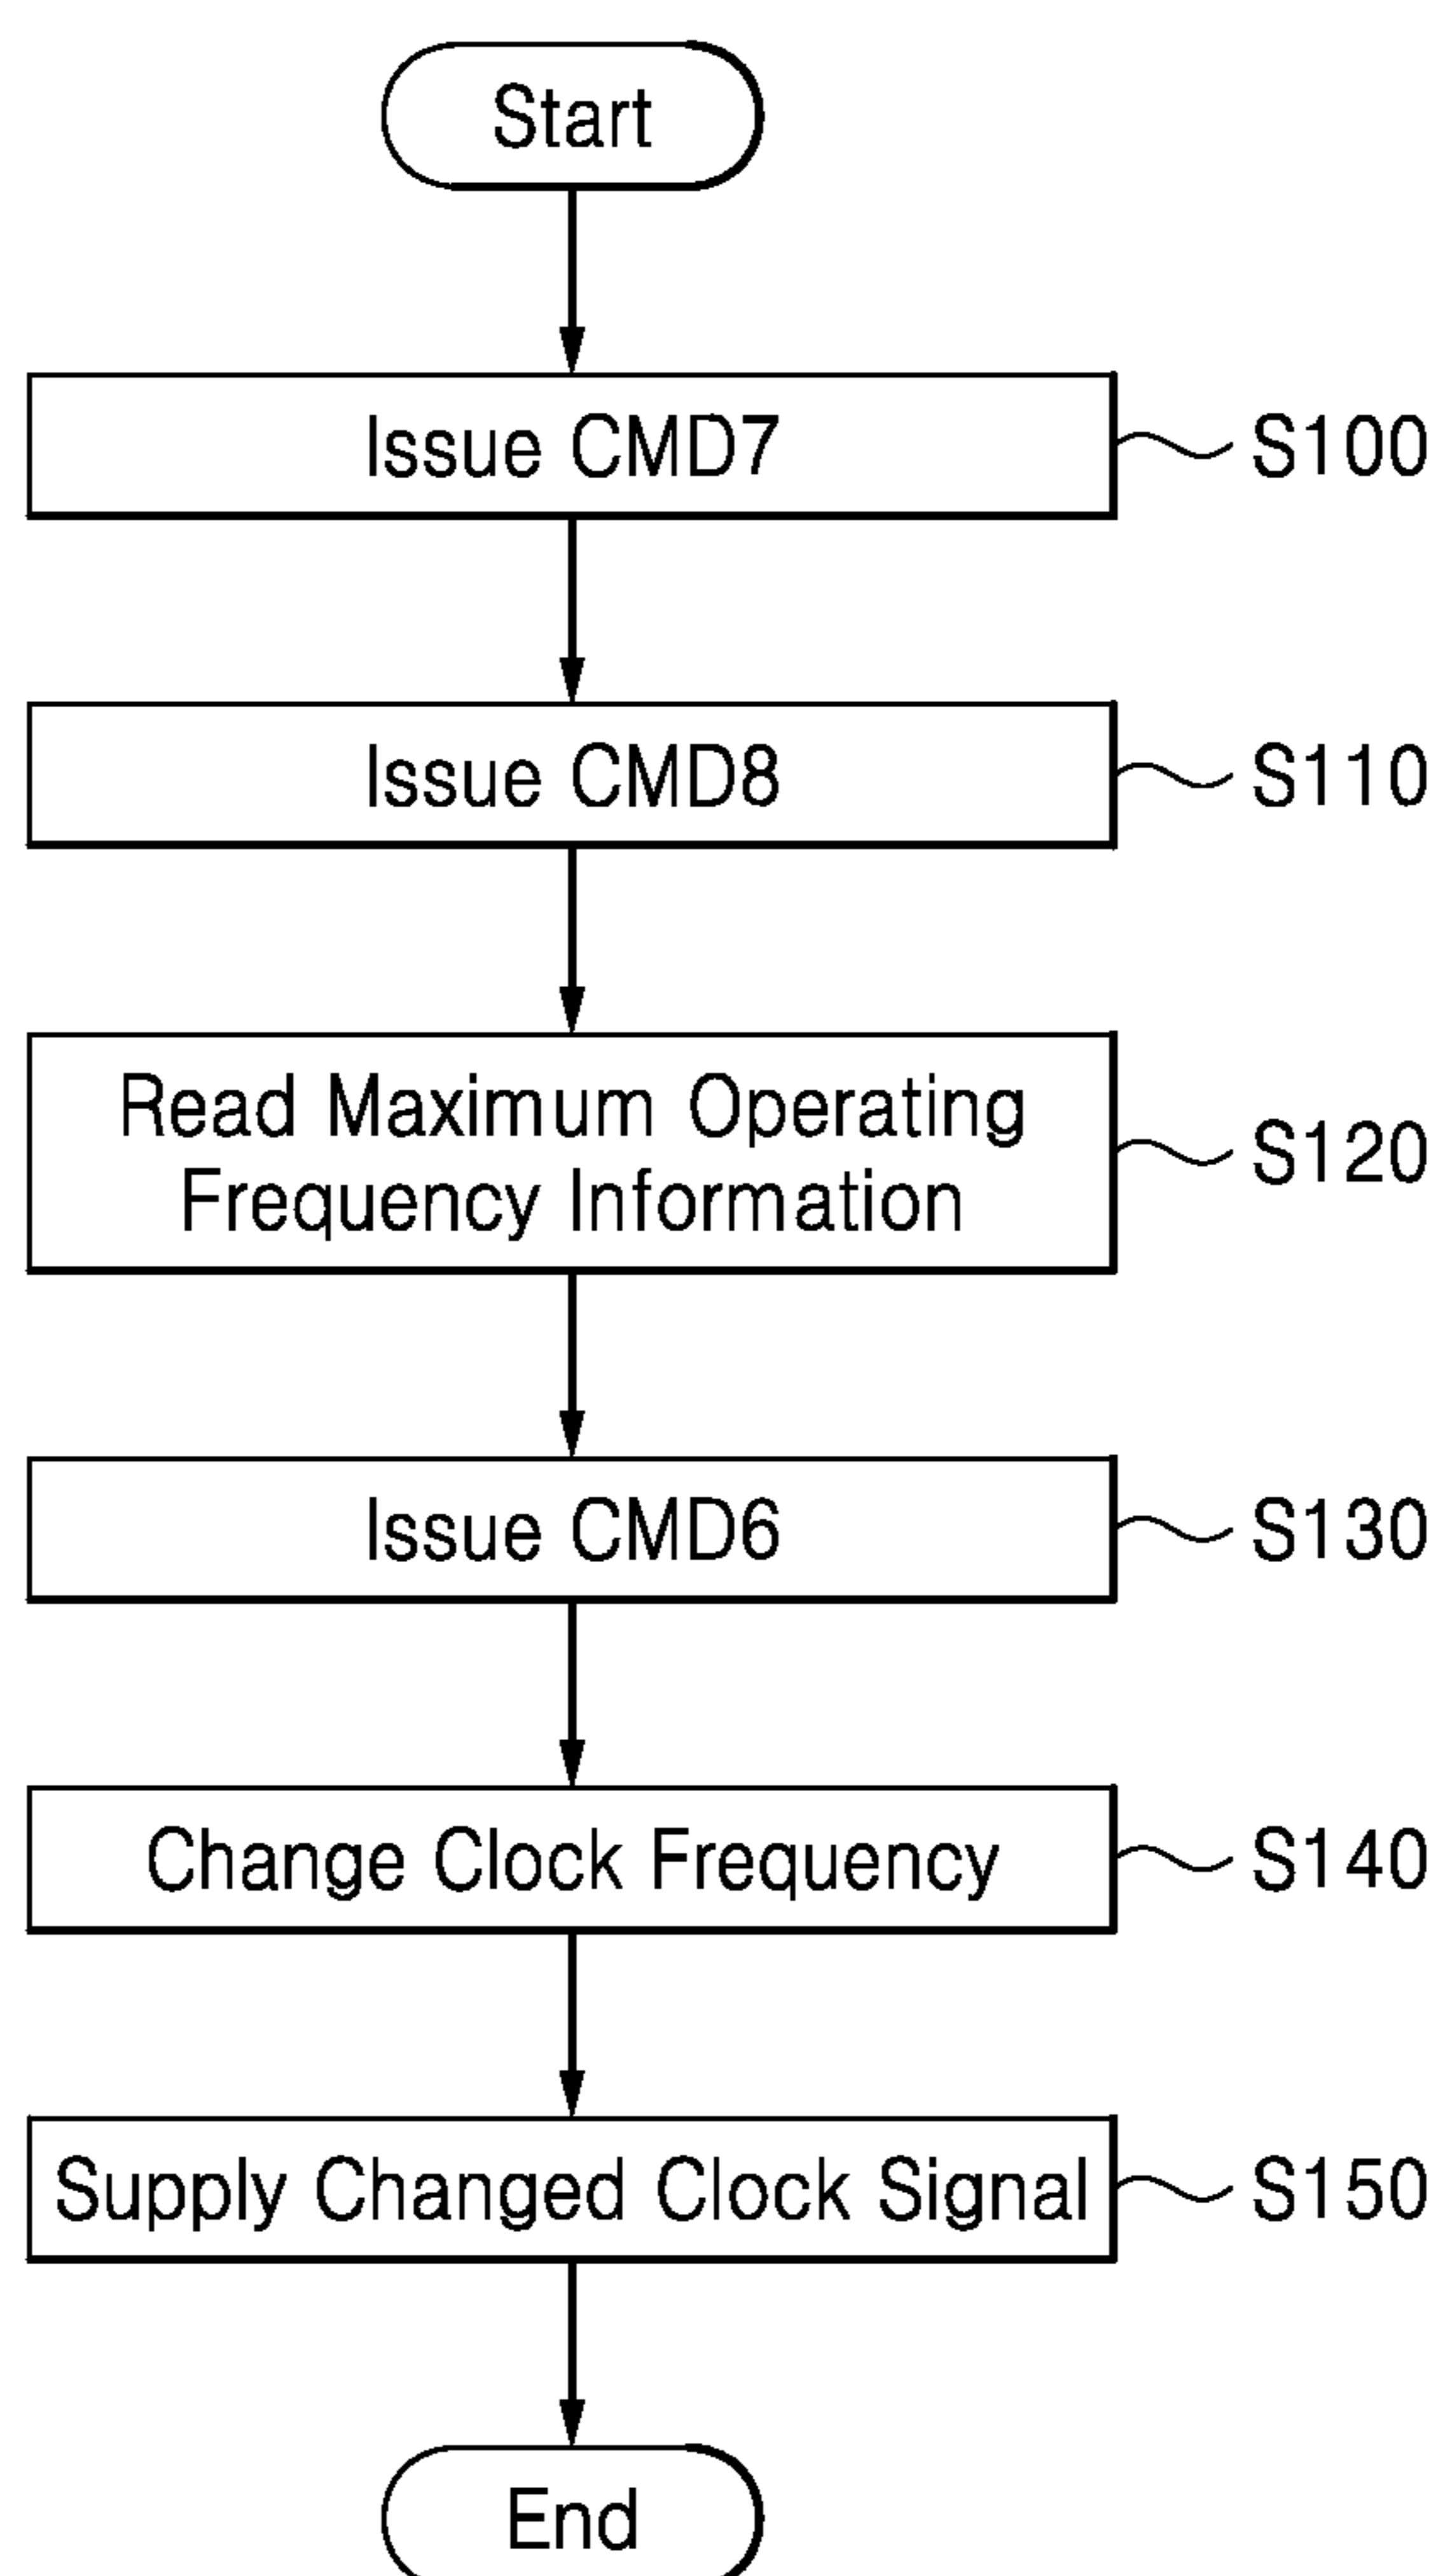 Start
Issue CMD7
S100
Issue CMD8
S110
Read Maximum Operating
Frequency Information
S120
Issue CMD6
S130
Change Clock Frequency
S140
Supply Changed Clock Signal
S150
End